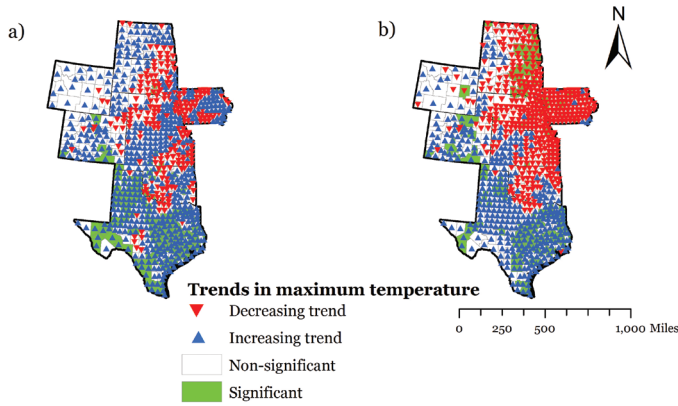 a)
b)
N
Trends in maximum temperature
Decreasing trend
Increasing trend
Non-significant
Significant
0 250 500 1,000 Miles